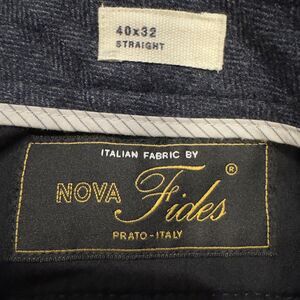 40x32
STRAIGHT
ITALIAN FABRIC BY
NOVA Fides ®
PRATO-ITALY